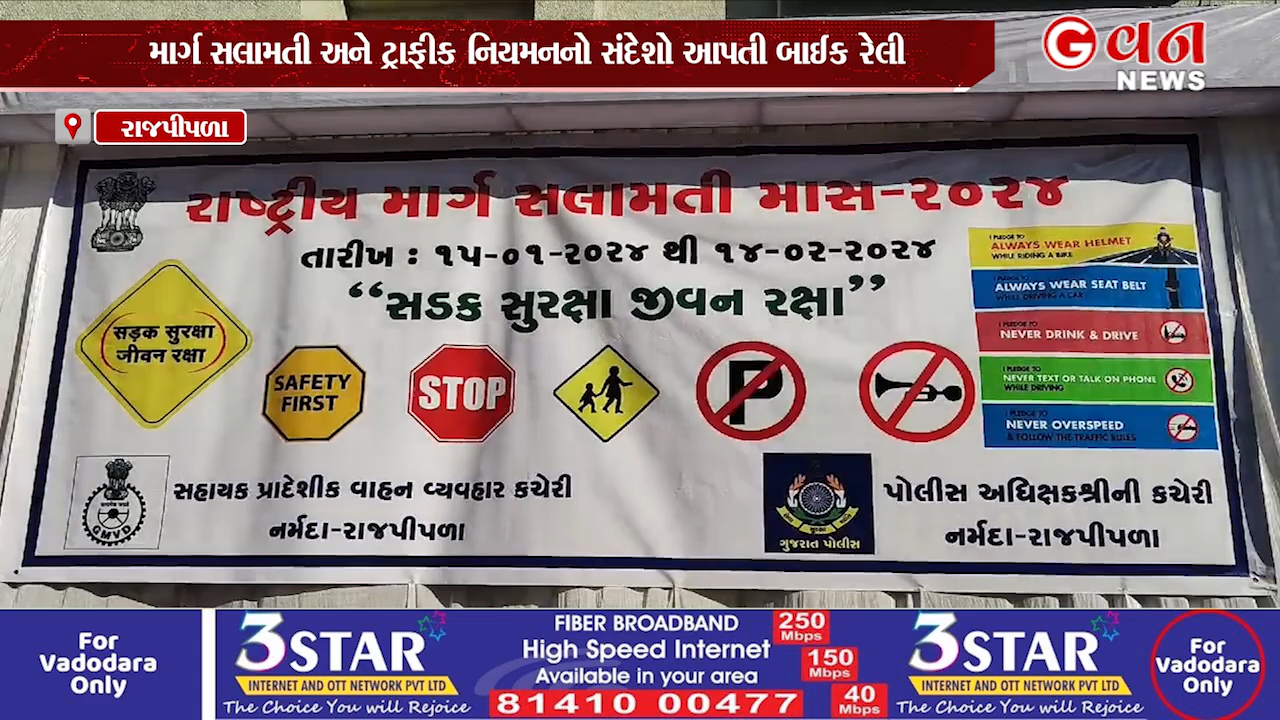 માર્ગ સલામતી અને ટ્રાફીક નિયમનનો સંદેશો આપતી બાઈક રેલી
G વન
NEWS
રાજપીપળા
રાષ્ટ્રીય માર્ગ સલામતી માસ-૨૦૨૪
તારીખ : ૧૫-૦૧-૨૦૨૪ થી ૧૪-૦૨-૨૦૨૪
“સડક સુરક્ષા જીવન રક્ષા”
I PLEDGE TO
ALWAYS WEAR HELMET
WHILE RIDING A BIKE
I PLEDGE TO
ALWAYS WEAR SEAT BELT
WHILE DRIVING A CAR
I PLEDGE TO
NEVER DRINK & DRIVE
I PLEDGE TO
NEVER TEXT OR TALK ON PHONE
WHILE DRIVING
I PLEDGE TO
NEVER OVERSPEED
& FOLLOW THE TRAFFIC RULES
सड़क सुरक्षा
जीवन रक्षा
SAFETY
FIRST
STOP
P
GMVD
સહાયક પ્રાદેશીક વાહન વ્યવહાર કચેરી
નર્મદા-રાજપીપળા
ગુજરાત પોલીસ
પોલીસ અધિક્ષકશ્રીની કચેરી
નર્મદા-રાજપીપળા
For
Vadodara
Only
3STAR
INTERNET AND OTT NETWORK PVT LTD
The Choice You will Rejoice
FIBER BROADBAND
High Speed Internet
Available in your area
81410 00477
250
Mbps
150
Mbps
40
Mbps
3STAR
INTERNET AND OTT NETWORK PVT LTD
The Choice You will Rejoice
For
Vadodara
Only